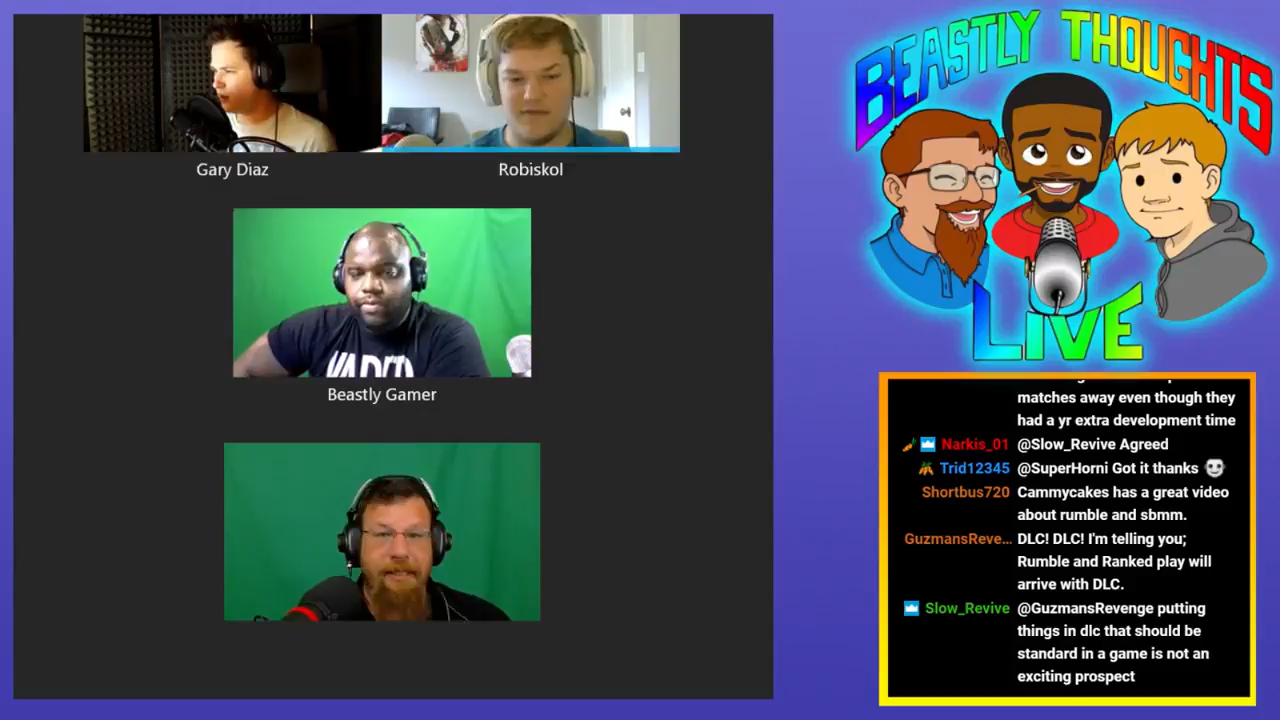 Gary Diaz
Robiskol
Beastly Gamer
BEASTLY THOUGHTS
LIVE
matches away even though they
had a yr extra development time
Narkis_01 @Slow_Revive Agreed
Trid12345 @SuperHorni Got it thanks
Shortbus720 Cammycakes has a great video
about rumble and sbmm.
GuzmansReve... DLC! DLC! I'm telling you;
Rumble and Ranked play will
arrive with DLC.
Slow_Revive @GuzmansRevenge putting
things in dlc that should be
standard in a game is not an
exciting prospect